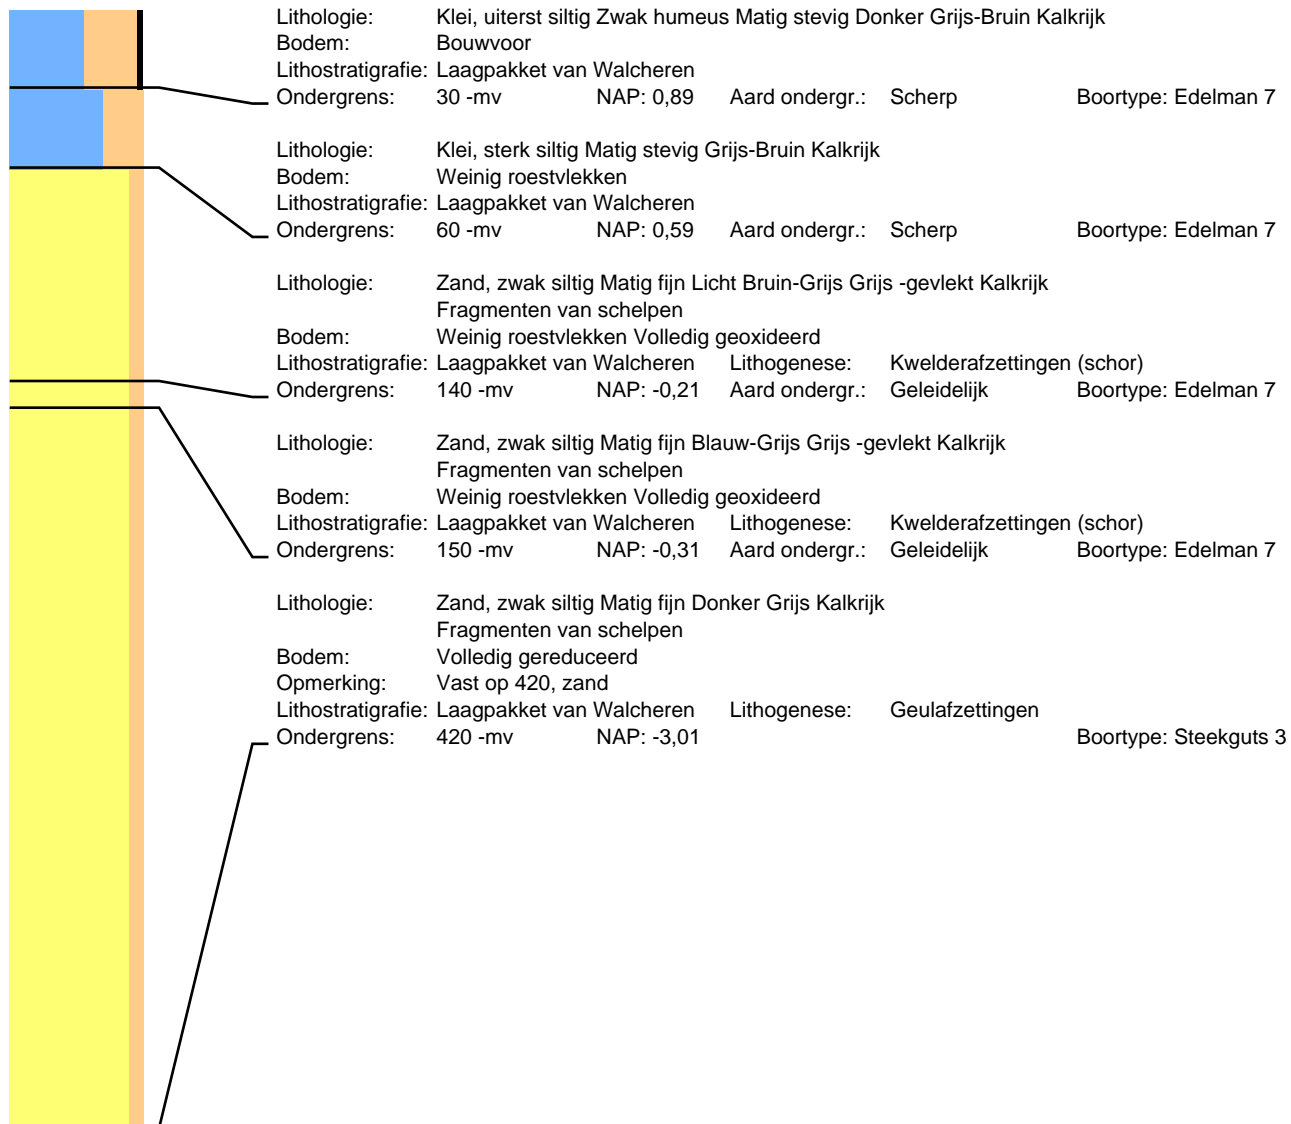 Lithologie: Klei, uiterst siltig Zwak humeus Matig stevig Donker Grijs-Bruin Kalkrijk
Bodem: Bouwvoor
Lithostratigrafie: Laagpakket van Walcheren
Ondergrens: 30 -mv NAP: 0,89 Aard ondergr.: Scherp Boortype: Edelman 7
Lithologie: Klei, sterk siltig Matig stevig Grijs-Bruin Kalkrijk
Bodem: Weinig roestvlekken
Lithostratigrafie: Laagpakket van Walcheren
Ondergrens: 60 -mv NAP: 0,59 Aard ondergr.: Scherp Boortype: Edelman 7
Lithologie: Zand, zwak siltig Matig fijn Licht Bruin-Grijs Grijs -gevlekt Kalkrijk
Fragmenten van schelpen
Bodem: Weinig roestvlekken Volledig geoxideerd
Lithostratigrafie: Laagpakket van Walcheren Lithogenese: Kwelderafzettingen (schor)
Ondergrens: 140 -mv NAP: -0,21 Aard ondergr.: Geleidelijk Boortype: Edelman 7
Lithologie: Zand, zwak siltig Matig fijn Blauw-Grijs Grijs -gevlekt Kalkrijk
Fragmenten van schelpen
Bodem: Weinig roestvlekken Volledig geoxideerd
Lithostratigrafie: Laagpakket van Walcheren Lithogenese: Kwelderafzettingen (schor)
Ondergrens: 150 -mv NAP: -0,31 Aard ondergr.: Geleidelijk Boortype: Edelman 7
Lithologie: Zand, zwak siltig Matig fijn Donker Grijs Kalkrijk
Fragmenten van schelpen
Bodem: Volledig gereduceerd
Opmerking: Vast op 420, zand
Lithostratigrafie: Laagpakket van Walcheren Lithogenese: Geulafzettingen
Ondergrens: 420 -mv NAP: -3,01 Boortype: Steekguts 3